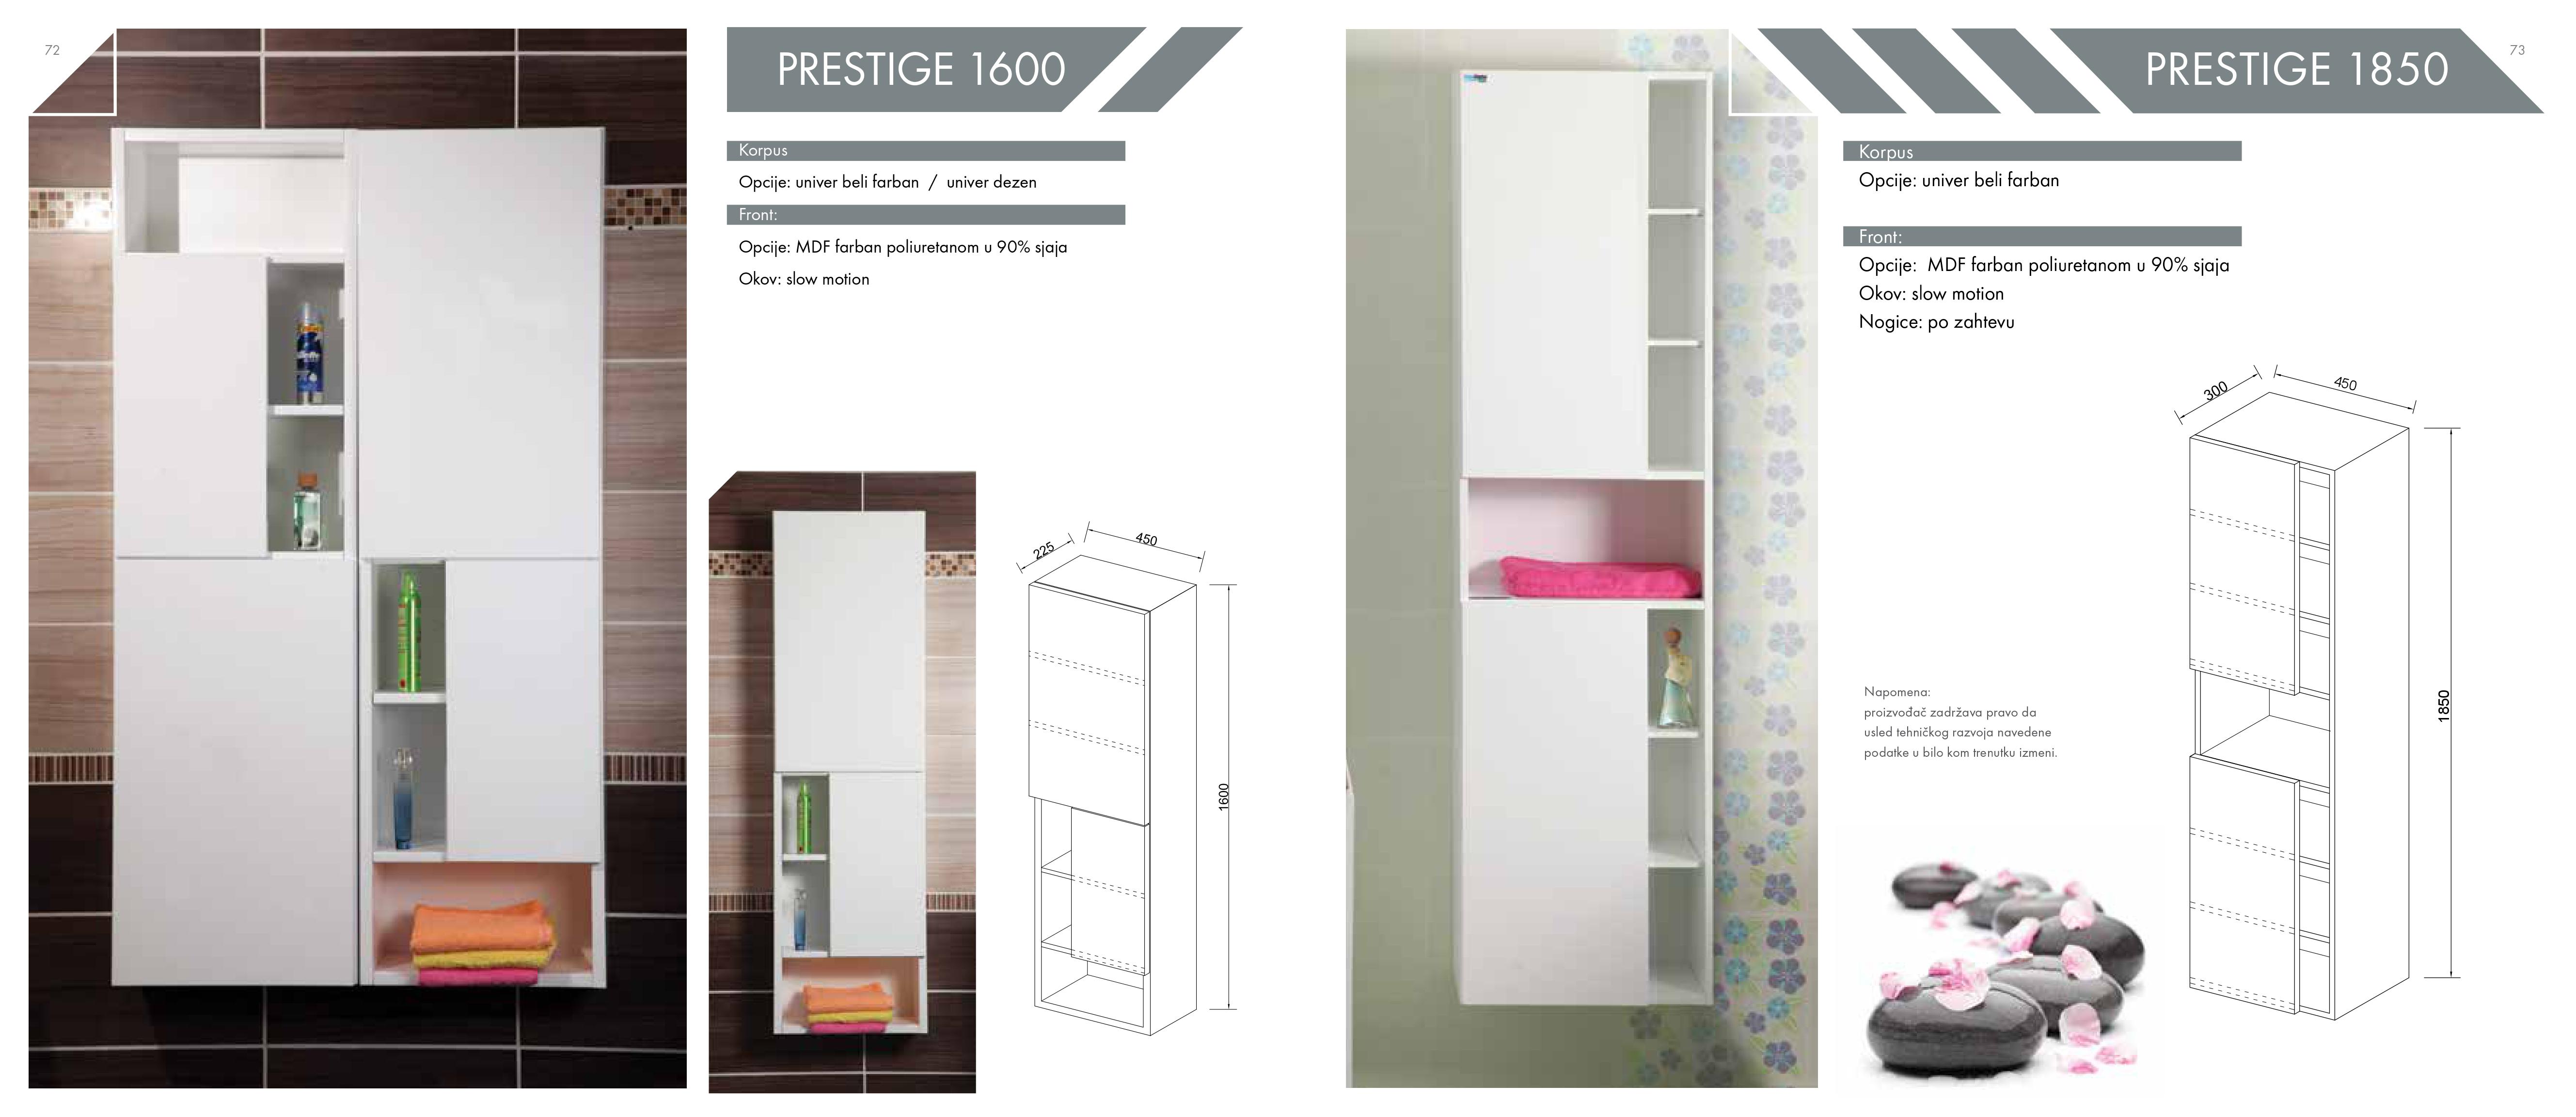 72
PRESTIGE 1600
Korpus
Opcije: univer beli farban / univer dezen
Front:
Opcije: MDF farban poliuretanom u 90% sjaja
Okov: slow motion
225
450
1600
PRESTIGE 1850
73
Korpus
Opcije: univer beli farban
Front:
Opcije: MDF farban poliuretanom u 90% sjaja
Okov: slow motion
Nogice: po zahtevu
300
450
1850
Napomena:
proizvođač zadržava pravo da
usled tehničkog razvoja navedene
podatke u bilo kom trenutku izmeni.